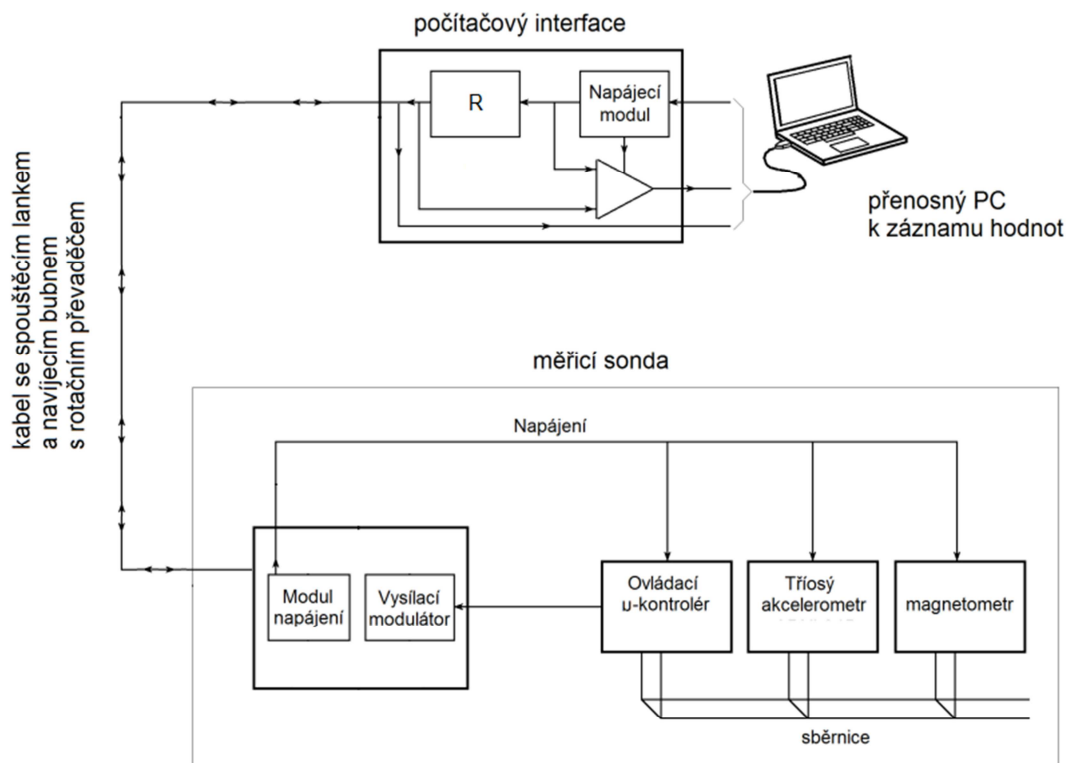 počítačový interface
R
Napájecí
modul
přenosný PC
k záznamu hodnot
kabel se spouštěcím lankem
a navíjecím bubnem
s rotačním převaděčem
měřicí sonda
Napájení
Modul
napájení
Vysílací
modulátor
Ovládací
µ-kontrolér
Tříosý
akcelerometr
magnetometr
sběrnice